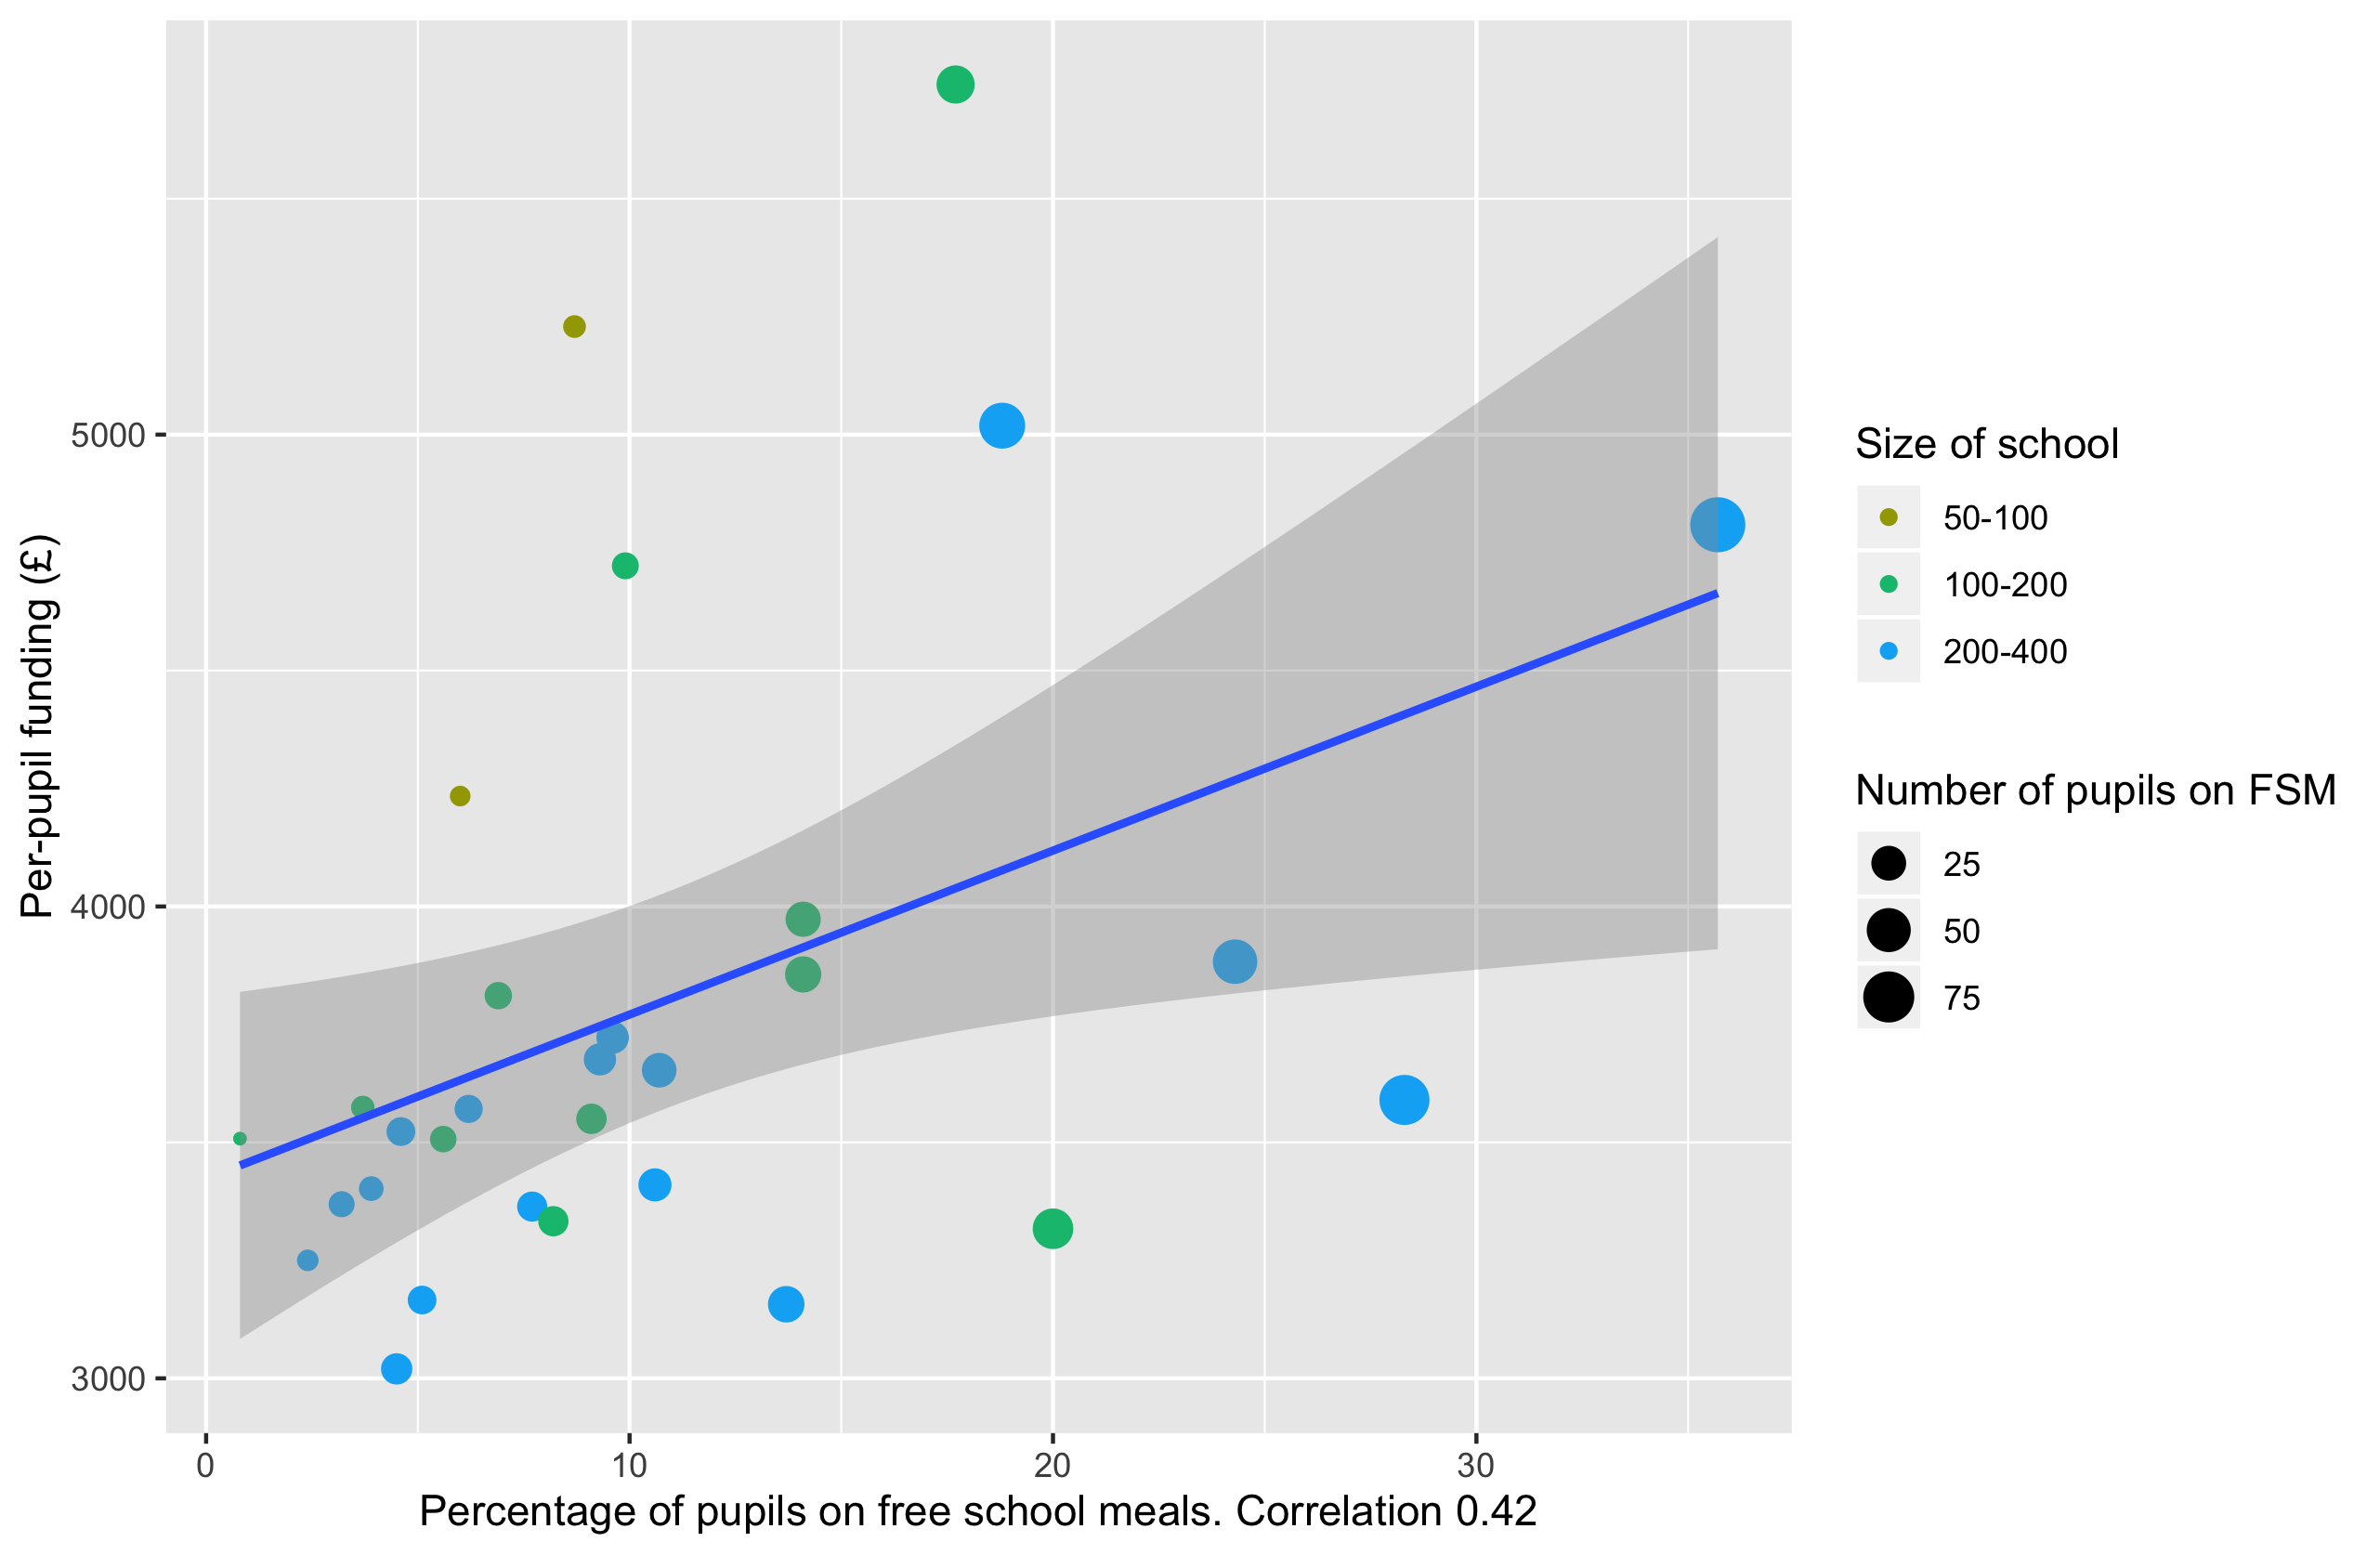 Per-pupil funding (£)
5000
4000
3000
0 10 20 30
Percentage of pupils on free school meals. Correlation 0.42
Size of school
50-100
100-200
200-400
Number of pupils on FSM
25
50
75